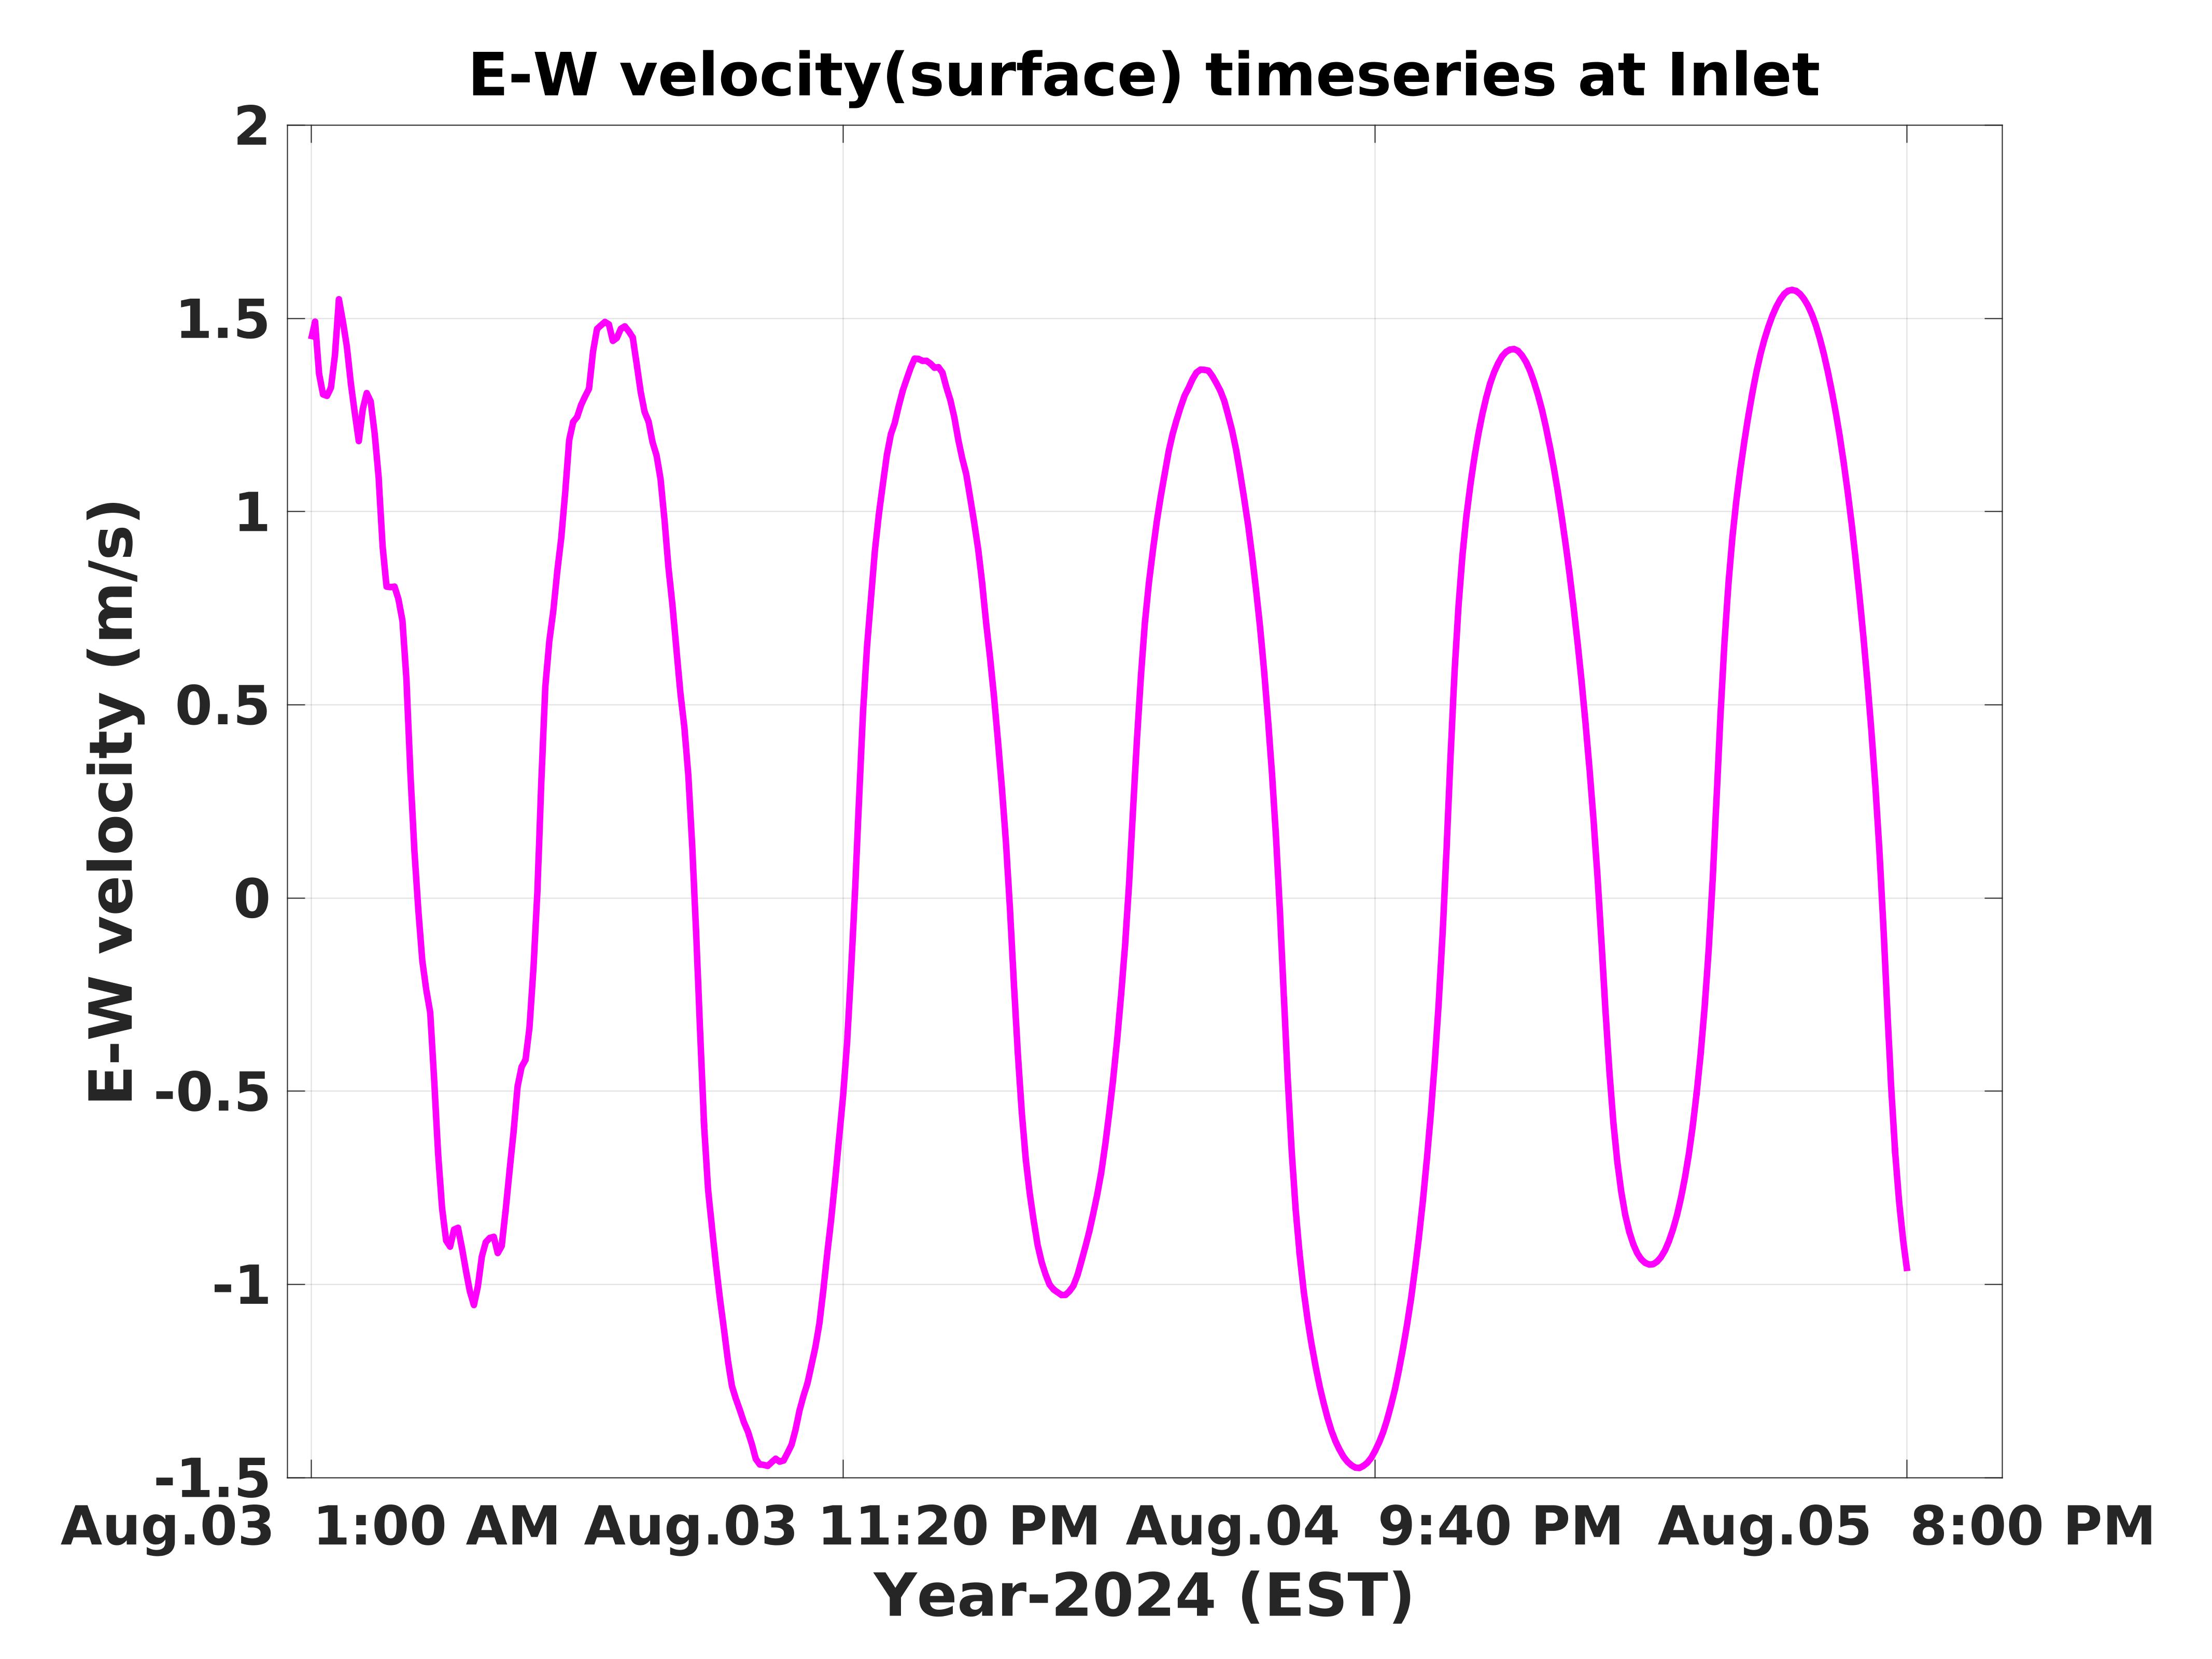 E-W velocity(surface) timeseries at Inlet
E-W velocity (m/s)
2
1.5
1
0.5
0
-0.5
-1
-1.5
Aug.03 1:00 AM Aug.03 11:20 PM Aug.04 9:40 PM Aug.05 8:00 PM
Year-2024 (EST)